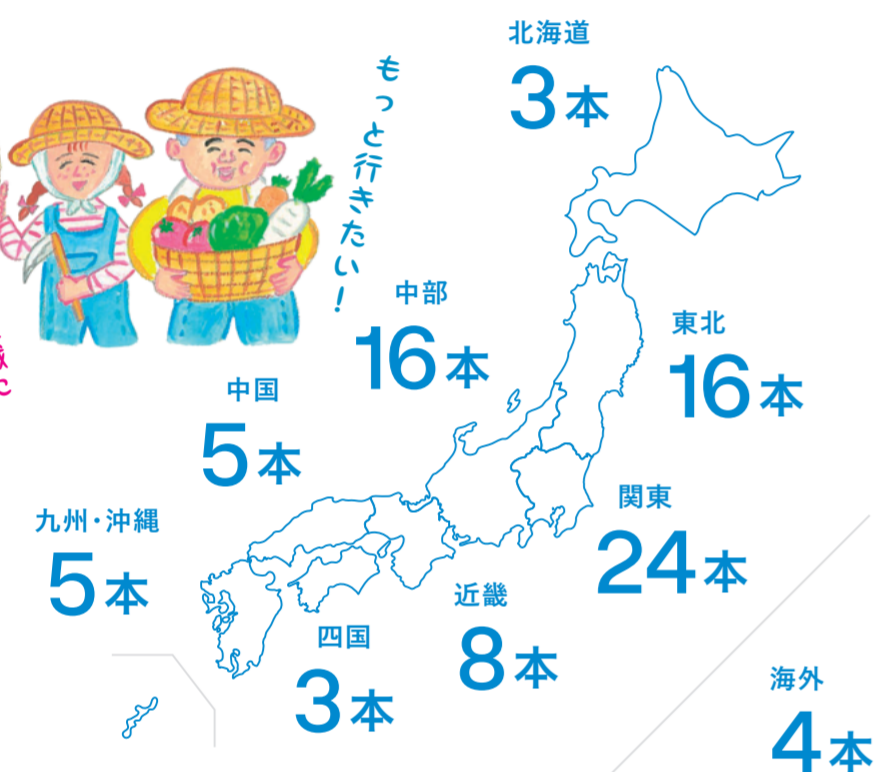 北海道
3本
もっと行きたい!
中部
16本
東北
16本
中国
5本
関東
24本
九州・沖縄
5本
近畿
8本
四国
3本
海外
4本